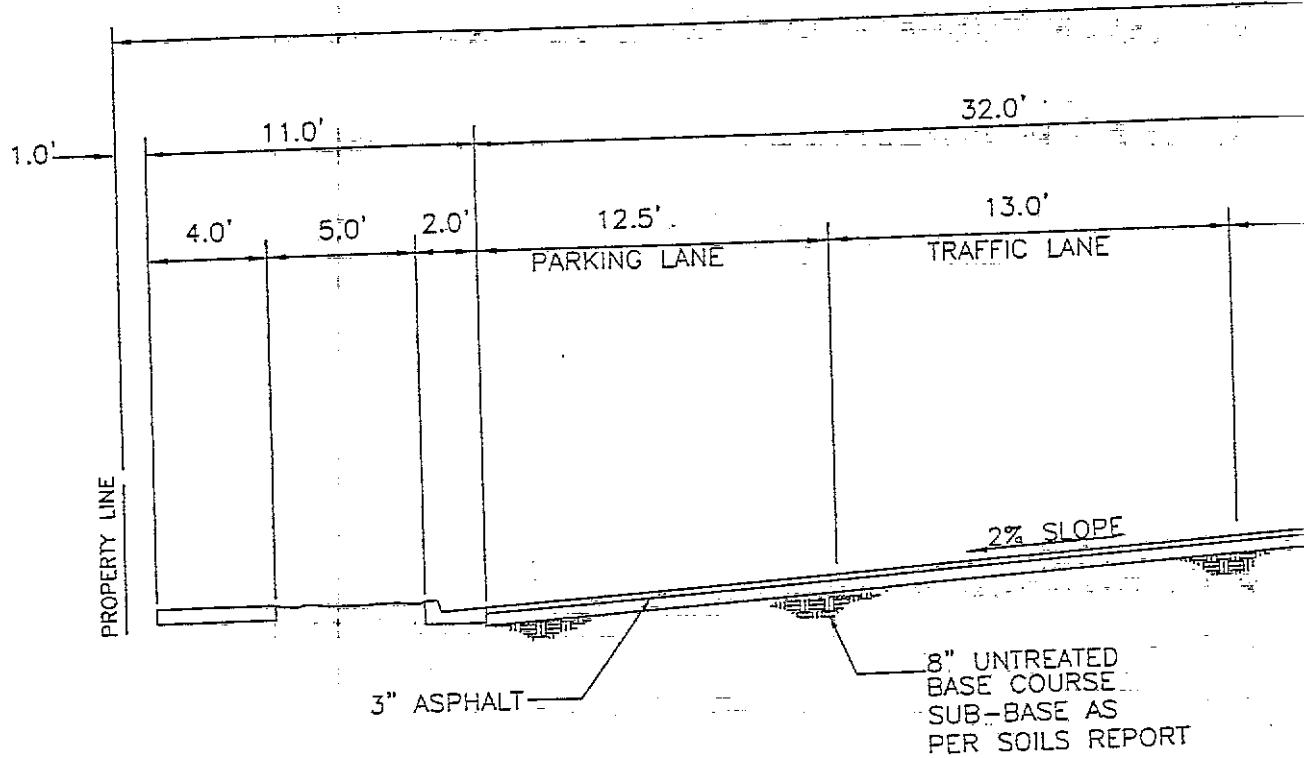 32.0'
11.0'
1.0'
4.0'
5.0'
2.0'
12.5'
13.0'
PARKING LANE
TRAFFIC LANE
PROPERTY LINE
2% SLOPE
3" ASPHALT
8" UNTREATED
BASE COURSE
SUB-BASE AS
PER SOILS REPORT